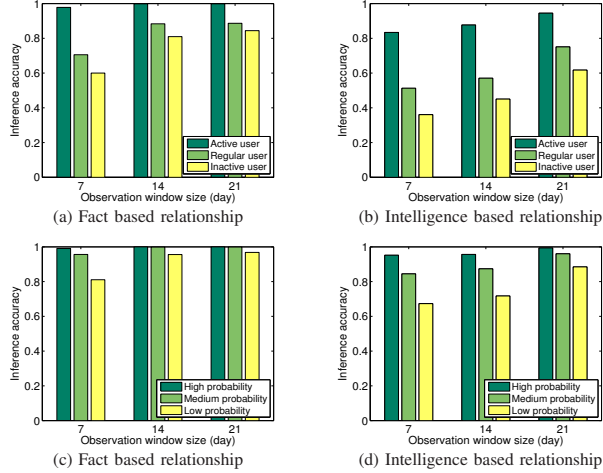 1
0.8
0.6
0.4
0.2
0
Inference accuracy
Active user
Regular user
Inactive user
7 14 21
Observation window size (day)
(a) Fact based relationship
1
0.8
0.6
0.4
0.2
0
Inference accuracy
Active user
Regular user
Inactive user
7 14 21
Observation window size (day)
(b) Intelligence based relationship
1
0.8
0.6
0.4
0.2
0
Inference accuracy
High probability
Medium probability
Low probability
7 14 21
Observation window size (day)
(c) Fact based relationship
1
0.8
0.6
0.4
0.2
0
Inference accuracy
High probability
Medium probability
Low probability
7 14 21
Observation window size (day)
(d) Intelligence based relationship